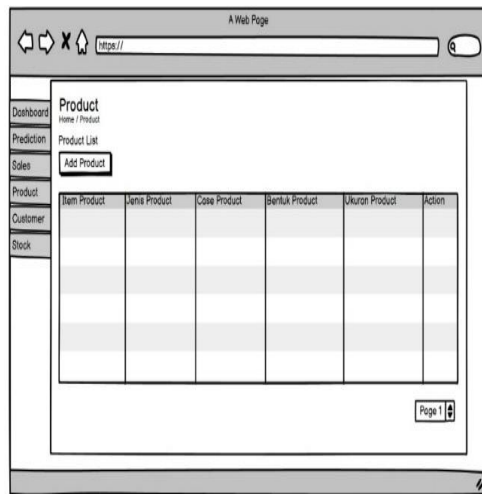 A Web Page
https://
Dashboard
Prediction
Sales
Product
Customer
Stock
Product
Home / Product
Product List
Add Product
Item Product Jenis Product Case Product Bentuk Product Ukuran Product Action
Page 1